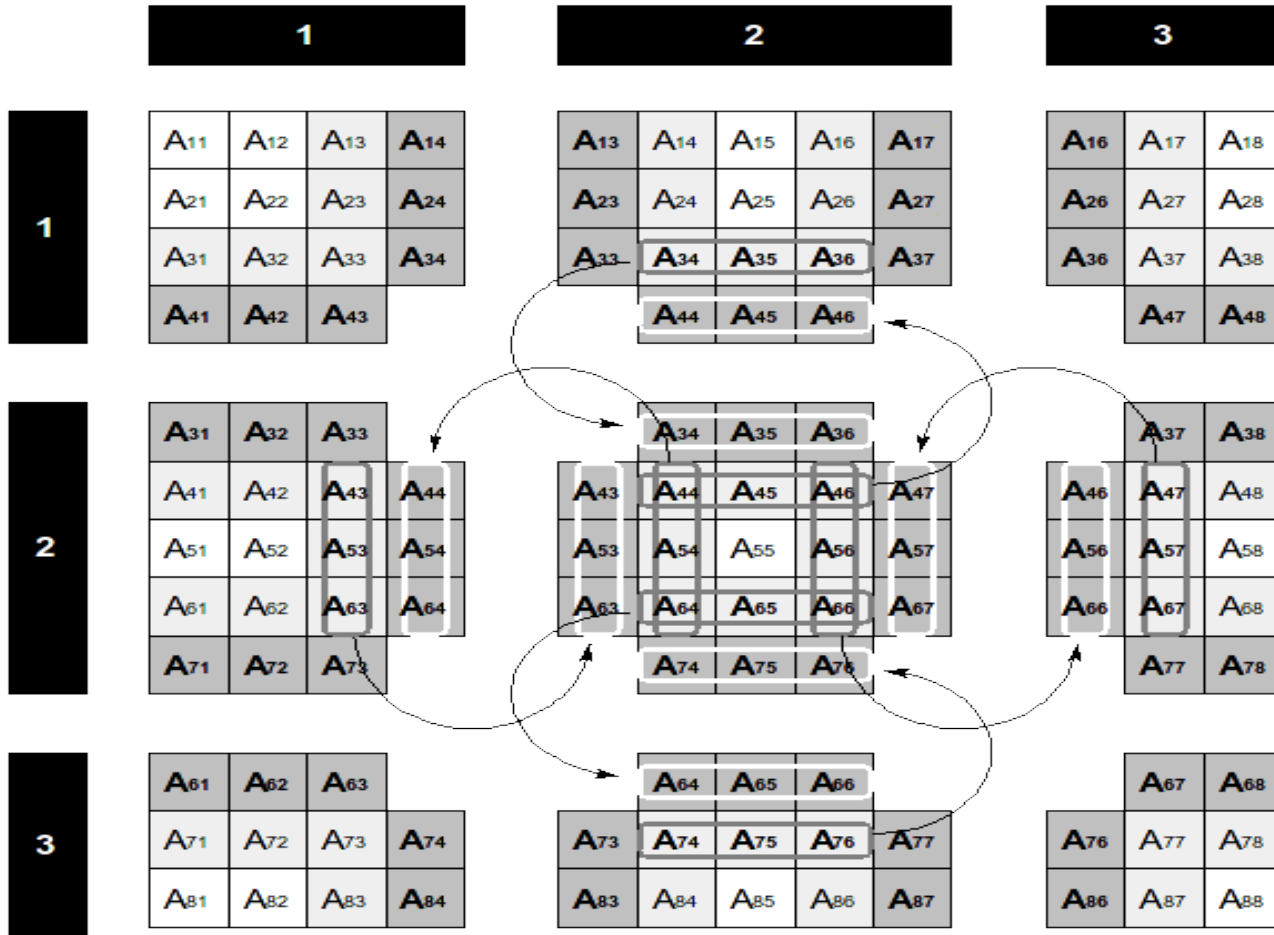 1 2 3
1
A11 A12 A13 A14 A13 A14 A15 A16 A17 A16 A17 A18
A21 A22 A23 A24 A23 A24 A25 A26 A27 A26 A27 A28
A31 A32 A33 A34 A33 A34 A35 A36 A37 A36 A37 A38
A41 A42 A43 A44 A45 A46 A47 A48
2
A31 A32 A33 A34 A35 A36 A37 A38
A41 A42 A43 A44 A43 A44 A45 A46 A47 A46 A47 A48
A51 A52 A53 A54 A53 A54 A55 A56 A57 A56 A57 A58
A61 A62 A63 A64 A63 A64 A65 A66 A67 A66 A67 A68
A71 A72 A73 A74 A75 A76 A77 A78
3
A61 A62 A63 A64 A65 A66 A67 A68
A71 A72 A73 A74 A73 A74 A75 A76 A77 A76 A77 A78
A81 A82 A83 A84 A83 A84 A85 A86 A87 A86 A87 A88